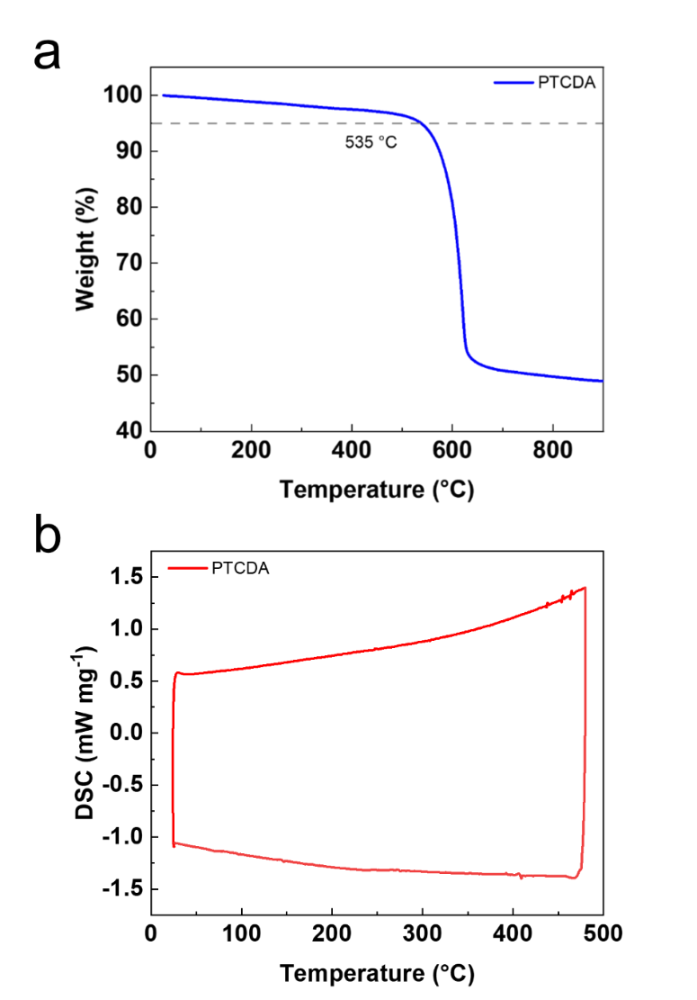 a
PTCDA
100
90
80
70
60
50
40
535 °C
Weight (%)
0 200 400 600 800
Temperature (°C)
b
PTCDA
1.5
1.0
0.5
0.0
-0.5
-1.0
-1.5
DSC (mW mg⁻¹)
0 100 200 300 400 500
Temperature (°C)